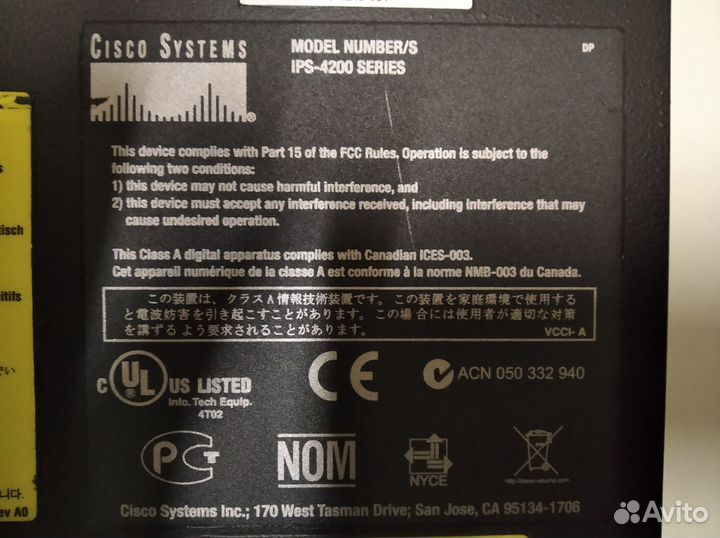 CISCO SYSTEMS
MODEL NUMBER/S
IPS-4200 SERIES
DP
This device complies with Part 15 of the FCC Rules. Operation is subject to the
following two conditions:
1) this device may not cause harmful interference, and
2) this device must accept any interference received, including interference that may
cause undesired operation.
This Class A digital apparatus complies with Canadian ICES-003.
Cet appareil numérique de la classe A est conforme à la norme NMB-003 du Canada.
この装置は、クラスA情報技術装置です。この装置を家庭環境で使用する
と電波妨害を引き起こすことがあります。この場合には使用者が適切な対策
を講ずるよう要求されることがあります。
VCCI-A
C UL ® US LISTED
Info. Tech Equip.
4T02
CE
ACN 050 332 940
PCT
NOM
NYCE
Cisco Systems Inc.; 170 West Tasman Drive; San Jose, CA 95134-1706
ev A0
Avito